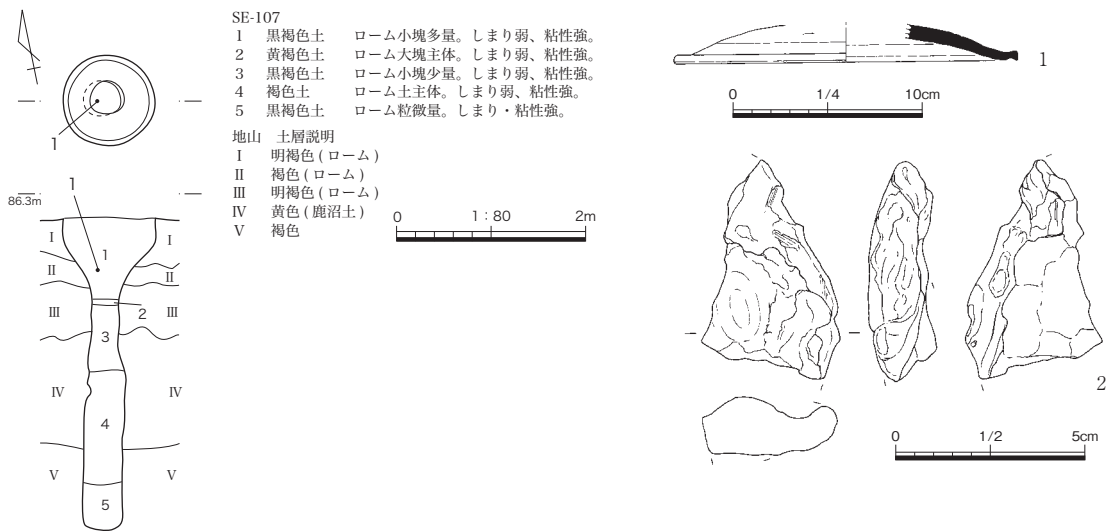 SE-107
1 黒褐色土 ローム小塊多量。しまり弱、粘性強。
2 黄褐色土 ローム大塊主体。しまり弱、粘性強。
3 黒褐色土 ローム小塊少量。しまり弱、粘性強。
4 褐色土 ローム土主体。しまり弱、粘性強。
5 黒褐色土 ローム粒微量。しまり・粘性強。
地山 土層説明
Ⅰ 明褐色 ( ローム )
Ⅱ 褐色 ( ローム )
Ⅲ 明褐色 ( ローム )
Ⅳ 黄色 ( 鹿沼土 )
Ⅴ 褐色
0 1：80 2m
1
86.3m
1
Ⅰ Ⅰ
1
Ⅱ Ⅱ
Ⅲ Ⅲ
2
3
Ⅳ Ⅳ
4
Ⅴ Ⅴ
5
1
0 1/4 10cm
2
0 1/2 5cm